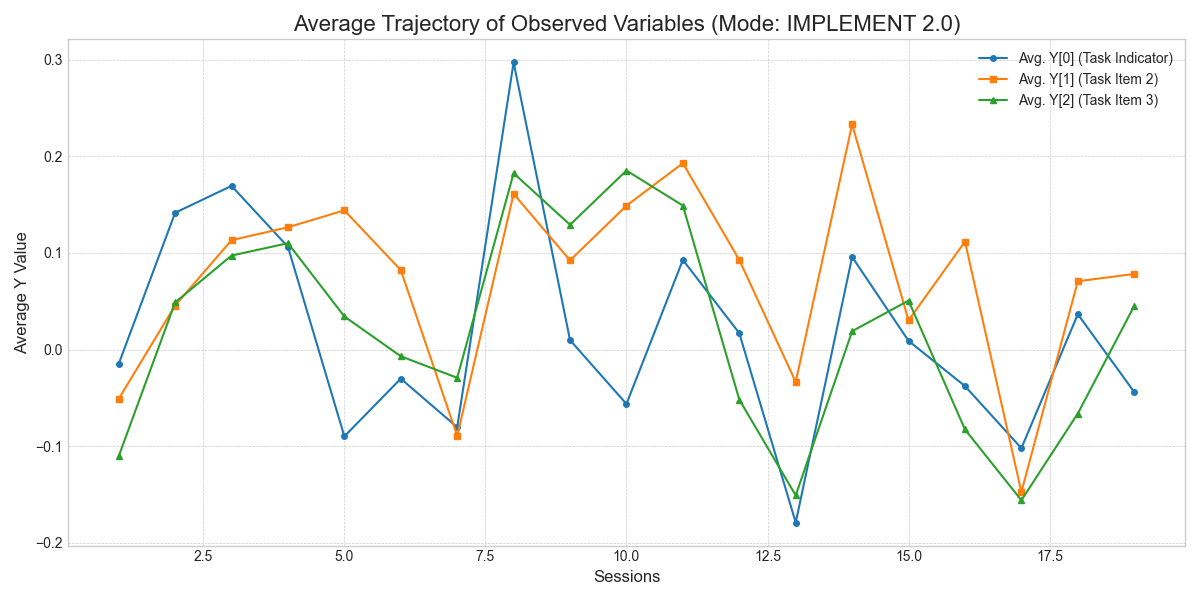 Average Trajectory of Observed Variables (Mode: IMPLEMENT 2.0)
Avg. Y[0] (Task Indicator)
Avg. Y[1] (Task Item 2)
Avg. Y[2] (Task Item 3)
Average Y Value
0.3
0.2
0.1
0.0
−0.1
−0.2
2.5 5.0 7.5 10.0 12.5 15.0 17.5
Sessions